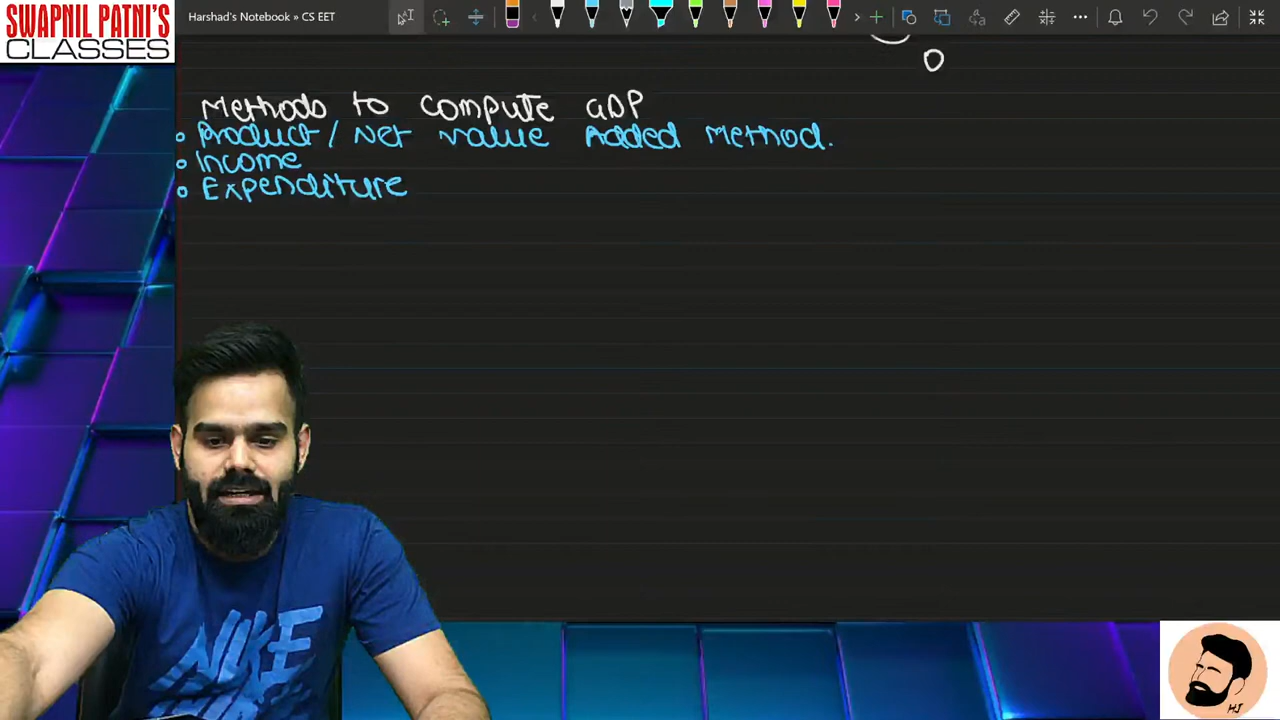 SWAPNIL PATNI'S
CLASSES
Harshad's Notebook » CS EET
Methods to compute GDP
• Product / Net Value Added Method.
• Income
• Expenditure
NIKE
HJ